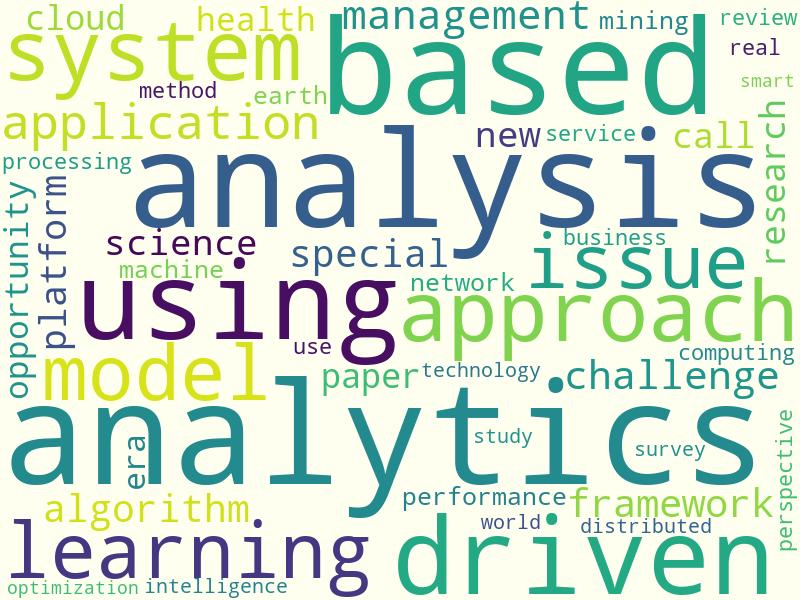 cloud
health
management
mining
review
system
based
real
method
earth
smart
application
new
service
call
research
processing
analysis
opportunity
platform
science
special
business
issue
machine
using
network
approach
use
model
paper
technology
computing
challenge
analytics
era
study
survey
perspective
algorithm
performance
framework
world
distributed
learning
driven
optimization
intelligence